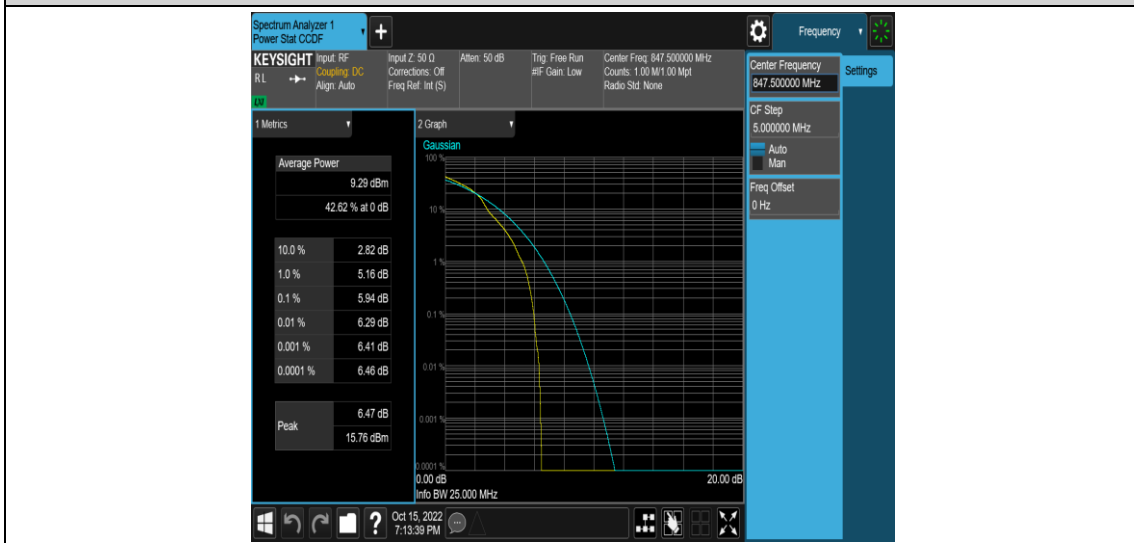 Spectrum Analyzer 1
Power Stat CCDF
+
Frequency
KEYSIGHT
RL
LXI
Input: RF
Coupling: DC
Align: Auto
Input Z: 50 Ω
Corrections: Off
Freq Ref: Int (S)
Atten: 50 dB
Trig: Free Run
#IF Gain: Low
Center Freq: 847.500000 MHz
Counts: 1.00 M/1.00 Mpt
Radio Std: None
Center Frequency
847.500000 MHz
Settings
CF Step
5.000000 MHz
Auto
Man
Freq Offset
0 Hz
1 Metrics
Average Power
9.29 dBm
42.62 % at 0 dB
10.0 % 2.82 dB
1.0 % 5.16 dB
0.1 % 5.94 dB
0.01 % 6.29 dB
0.001 % 6.41 dB
0.0001 % 6.46 dB
Peak 6.47 dB
15.76 dBm
2 Graph
Gaussian
100 %
10 %
1 %
0.1 %
0.01 %
0.001 %
0.0001 %
0.00 dB 20.00 dB
Info BW 25.000 MHz
?
Oct 15, 2022
7:13:39 PM